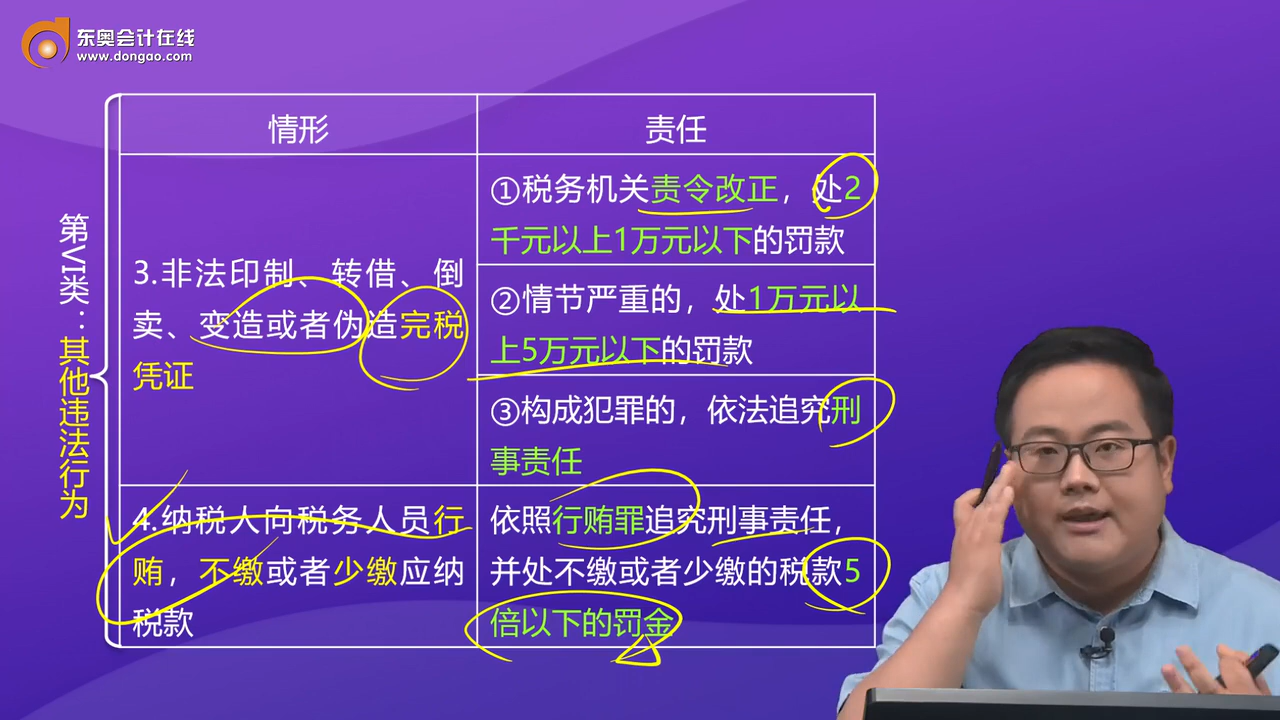 东奥会计在线
www.dongao.com
第Ⅵ类：其他违法行为
情形
责任
3.非法印制、转借、倒
卖、变造或者伪造完税
凭证
①税务机关责令改正，处2
千元以上1万元以下的罚款
②情节严重的，处1万元以
上5万元以下的罚款
③构成犯罪的，依法追究刑
事责任
4.纳税人向税务人员行
贿，不缴或者少缴应纳
税款
依照行贿罪追究刑事责任，
并处不缴或者少缴的税款5
倍以下的罚金